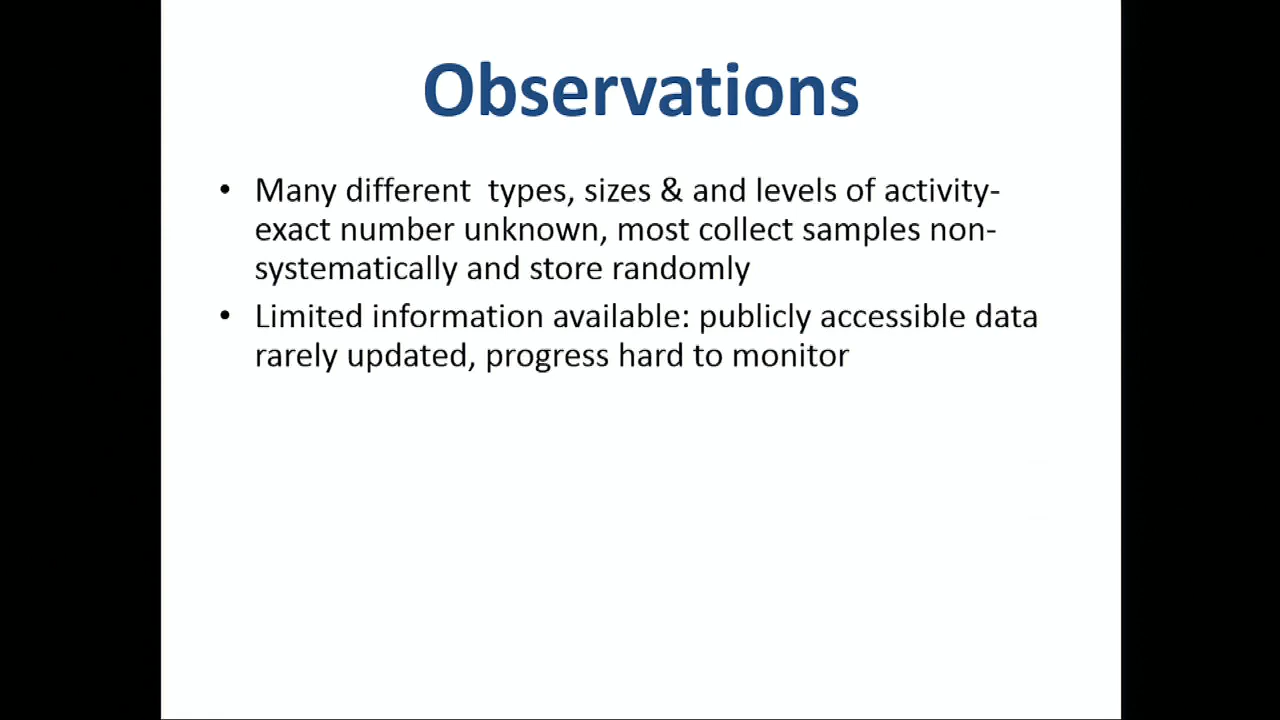 Observations
• Many different  types, sizes & and levels of activity-
exact number unknown, most collect samples non-
systematically and store randomly
• Limited information available: publicly accessible data
rarely updated, progress hard to monitor